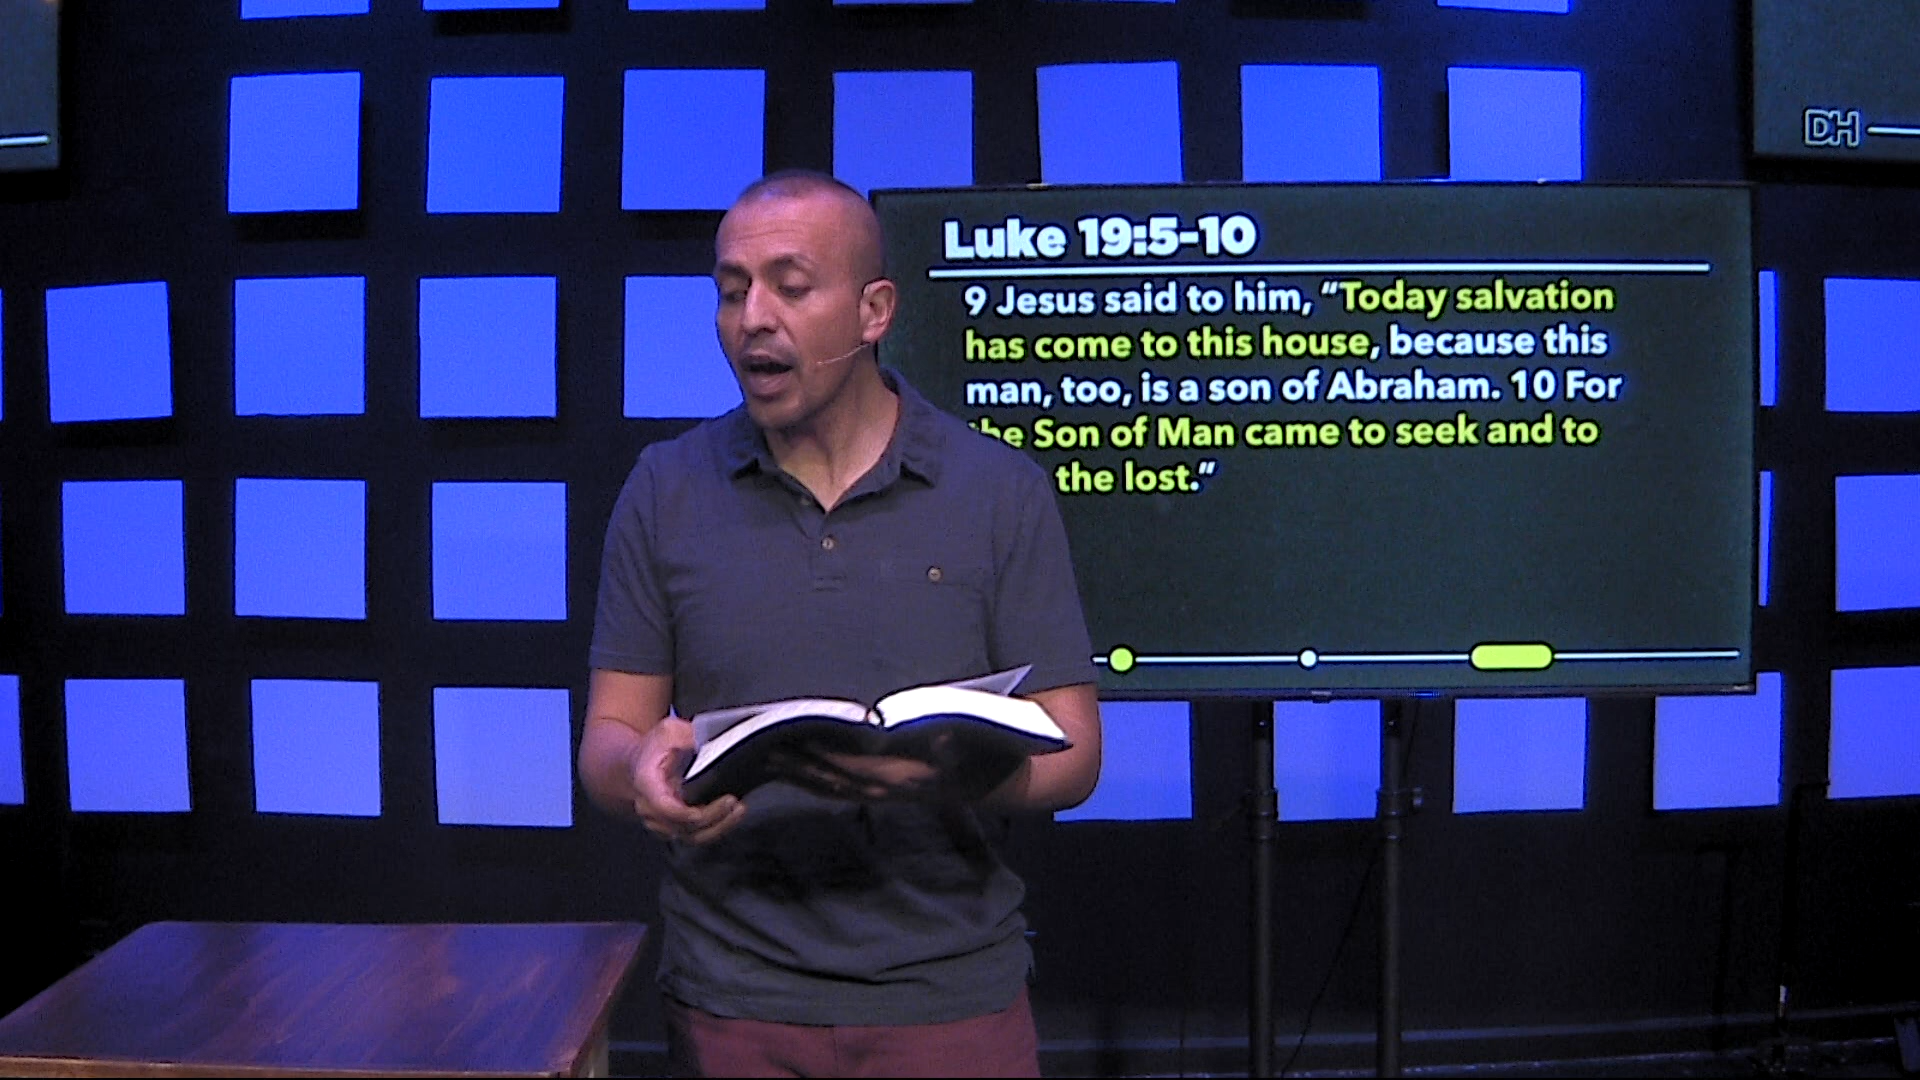 DH
Luke 19:5-10
9 Jesus said to him, “Today salvation
has come to this house, because this
man, too, is a son of Abraham. 10 For
the Son of Man came to seek and to
the lost.”